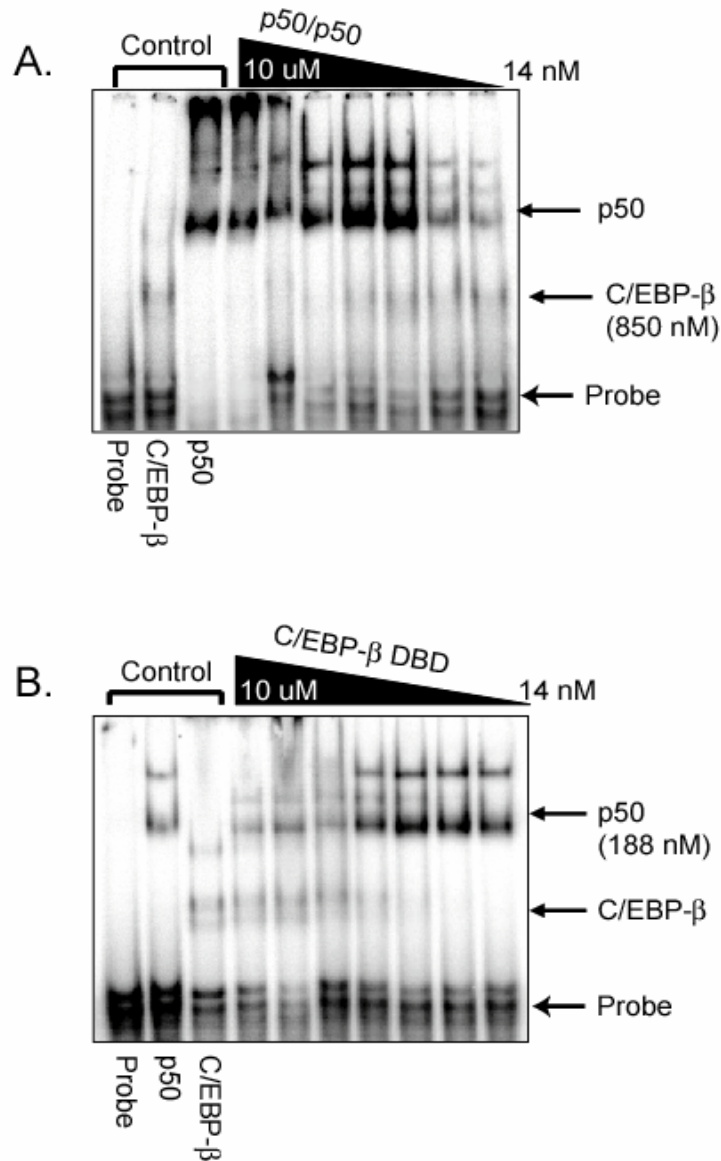 A.
Control
p50/p50
10 uM
14 nM
p50
C/EBP-β
(850 nM)
Probe
Probe
C/EBP-β
p50
B.
Control
C/EBP-β DBD
10 uM
14 nM
p50
(188 nM)
C/EBP-β
Probe
Probe
p50
C/EBP-β